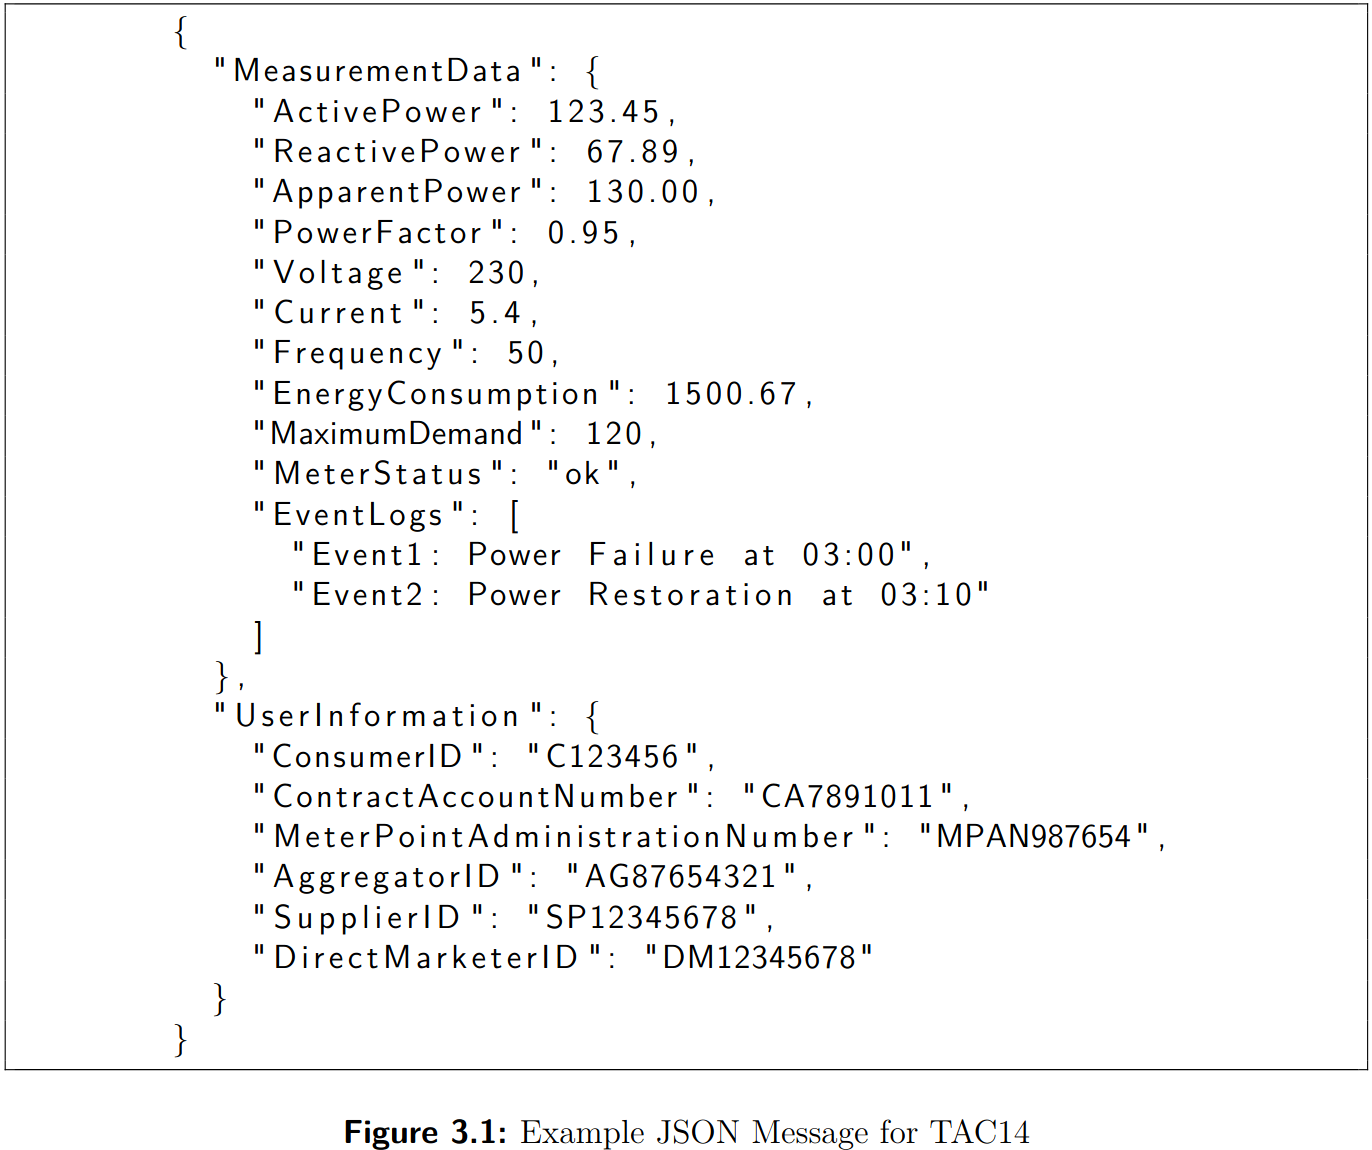 {
"MeasurementData": {
"ActivePower": 123.45,
"ReactivePower": 67.89,
"ApparentPower": 130.00,
"PowerFactor": 0.95,
"Voltage": 230,
"Current": 5.4,
"Frequency": 50,
"EnergyConsumption": 1500.67,
"MaximumDemand": 120,
"MeterStatus": "ok",
"EventLogs": [
"Event1: Power Failure at 03:00",
"Event2: Power Restoration at 03:10"
]
},
"UserInformation": {
"ConsumerID": "C123456",
"ContractAccountNumber": "CA7891011",
"MeterPointAdministrationNumber": "MPAN987654",
"AggregatorID": "AG87654321",
"SupplierID": "SP12345678",
"DirectMarketerID": "DM12345678"
}
}
Figure 3.1: Example JSON Message for TAC14